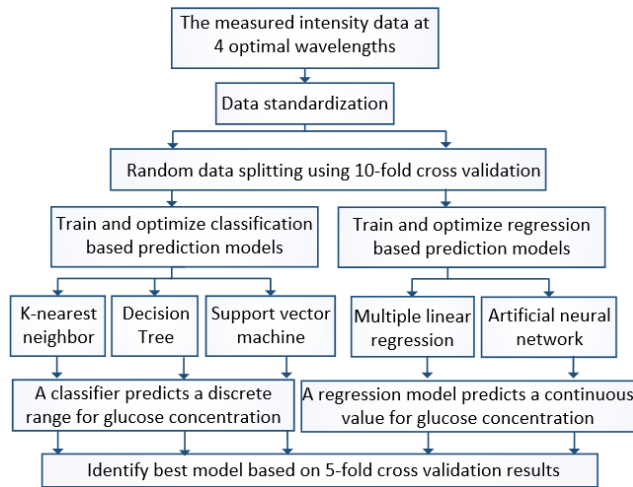 The measured intensity data at
4 optimal wavelengths
Data standardization
Random data splitting using 10-fold cross validation
Train and optimize classification
based prediction models
Train and optimize regression
based prediction models
K-nearest
neighbor
Decision
Tree
Support vector
machine
Multiple linear
regression
Artificial neural
network
A classifier predicts a discrete
range for glucose concentration
A regression model predicts a continuous
value for glucose concentration
Identify best model based on 5-fold cross validation results